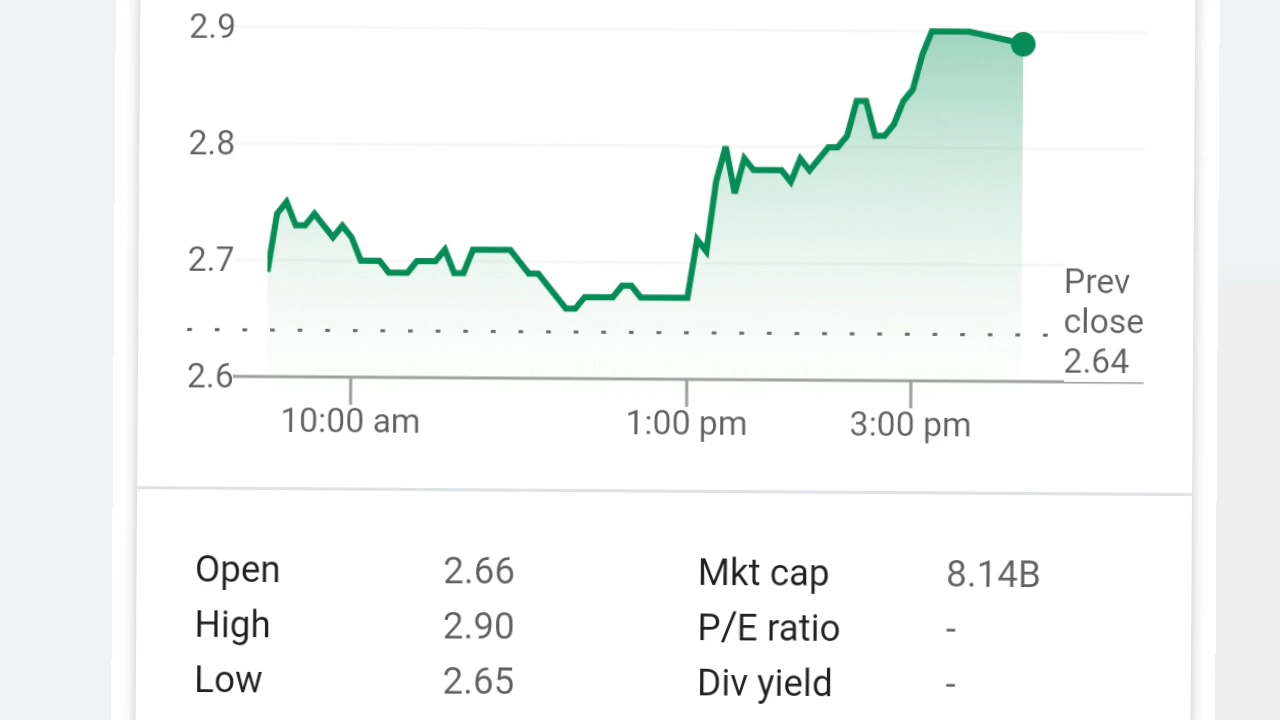 2.9
2.8
2.7
2.6
Prev
close
2.64
10:00 am 1:00 pm 3:00 pm
Open 2.66 Mkt cap 8.14B
High 2.90 P/E ratio -
Low 2.65 Div yield -